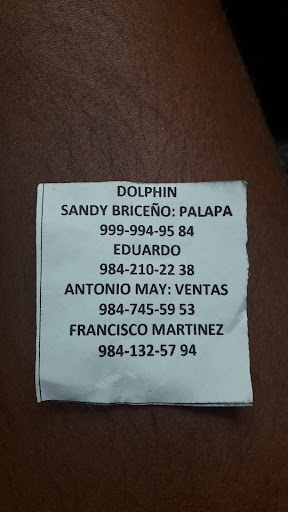 DOLPHIN
SANDY BRICEÑO: PALAPA
999-994-95 84
EDUARDO
984-210-22 38
ANTONIO MAY: VENTAS
984-745-59 53
FRANCISCO MARTINEZ
984-132-57 94